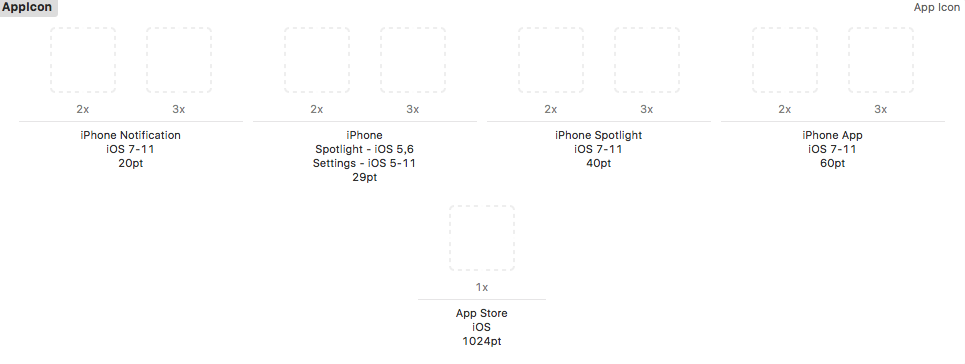 AppIcon
App Icon
2x
3x
2x
3x
2x
3x
2x
3x
iPhone Notification
iOS 7-11
20pt
iPhone
Spotlight - iOS 5,6
Settings - iOS 5-11
29pt
iPhone Spotlight
iOS 7-11
40pt
iPhone App
iOS 7-11
60pt
1x
App Store
iOS
1024pt